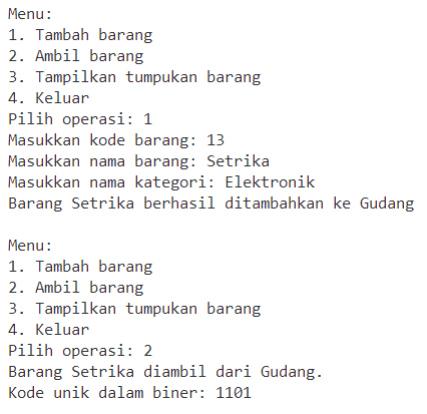 Menu:
1. Tambah barang
2. Ambil barang
3. Tampilkan tumpukan barang
4. Keluar
Pilih operasi: 1
Masukkan kode barang: 13
Masukkan nama barang: Setrika
Masukkan nama kategori: Elektronik
Barang Setrika berhasil ditambahkan ke Gudang

Menu:
1. Tambah barang
2. Ambil barang
3. Tampilkan tumpukan barang
4. Keluar
Pilih operasi: 2
Barang Setrika diambil dari Gudang.
Kode unik dalam biner: 1101